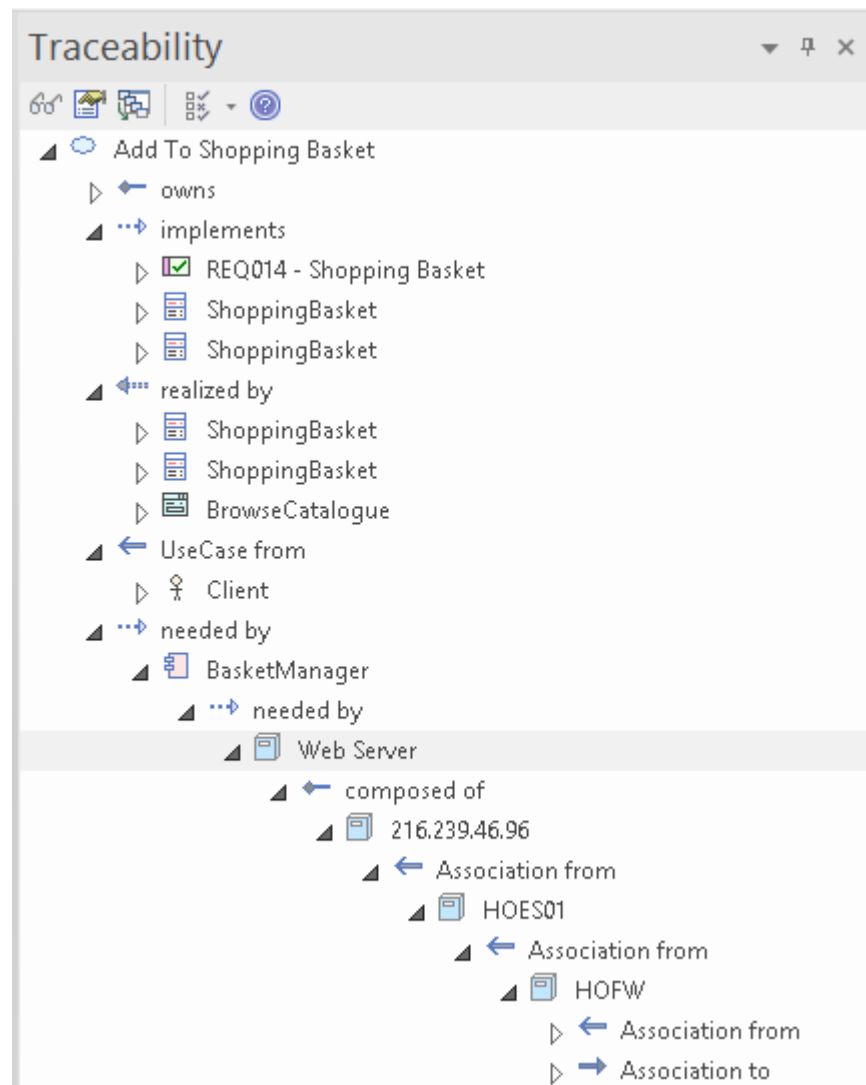 Traceability
Add To Shopping Basket
owns
implements
REQ014 - Shopping Basket
ShoppingBasket
ShoppingBasket
realized by
ShoppingBasket
ShoppingBasket
BrowseCatalogue
UseCase from
Client
needed by
BasketManager
needed by
Web Server
composed of
216.239.46.96
Association from
HOES01
Association from
HOFW
Association from
Association to